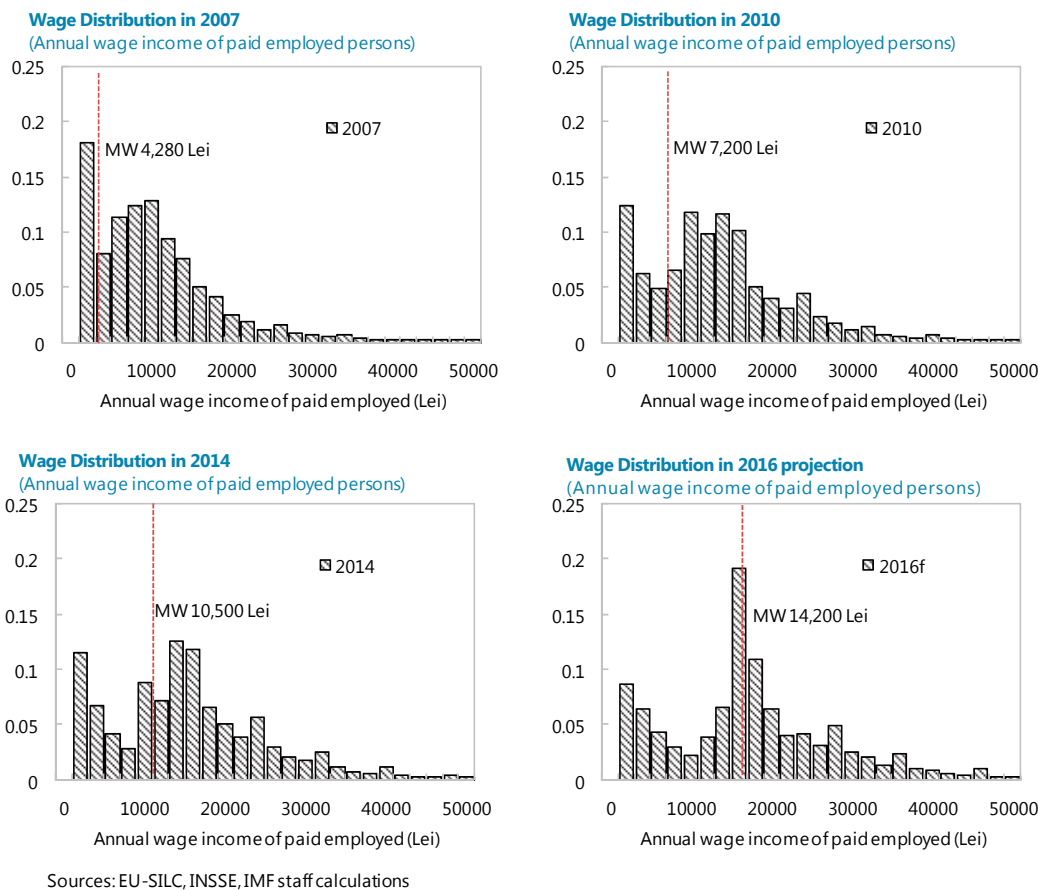 Wage Distribution in 2007
(Annual wage income of paid employed persons)
0.25
0.2
0.15
0.1
0.05
0
2007
MW 4,280 Lei
0 10000 20000 30000 40000 50000
Annual wage income of paid employed (Lei)
Wage Distribution in 2010
(Annual wage income of paid employed persons)
0.25
0.2
0.15
0.1
0.05
0
2010
MW 7,200 Lei
0 10000 20000 30000 40000 50000
Annual wage income of paid employed (Lei)
Wage Distribution in 2014
(Annual wage income of paid employed persons)
0.25
0.2
0.15
0.1
0.05
0
2014
MW 10,500 Lei
0 10000 20000 30000 40000 50000
Annual wage income of paid employed (Lei)
Wage Distribution in 2016 projection
(Annual wage income of paid employed persons)
0.25
0.2
0.15
0.1
0.05
0
2016f
MW 14,200 Lei
0 10000 20000 30000 40000 50000
Annual wage income of paid employed (Lei)
Sources: EU-SILC, INSSE, IMF staff calculations